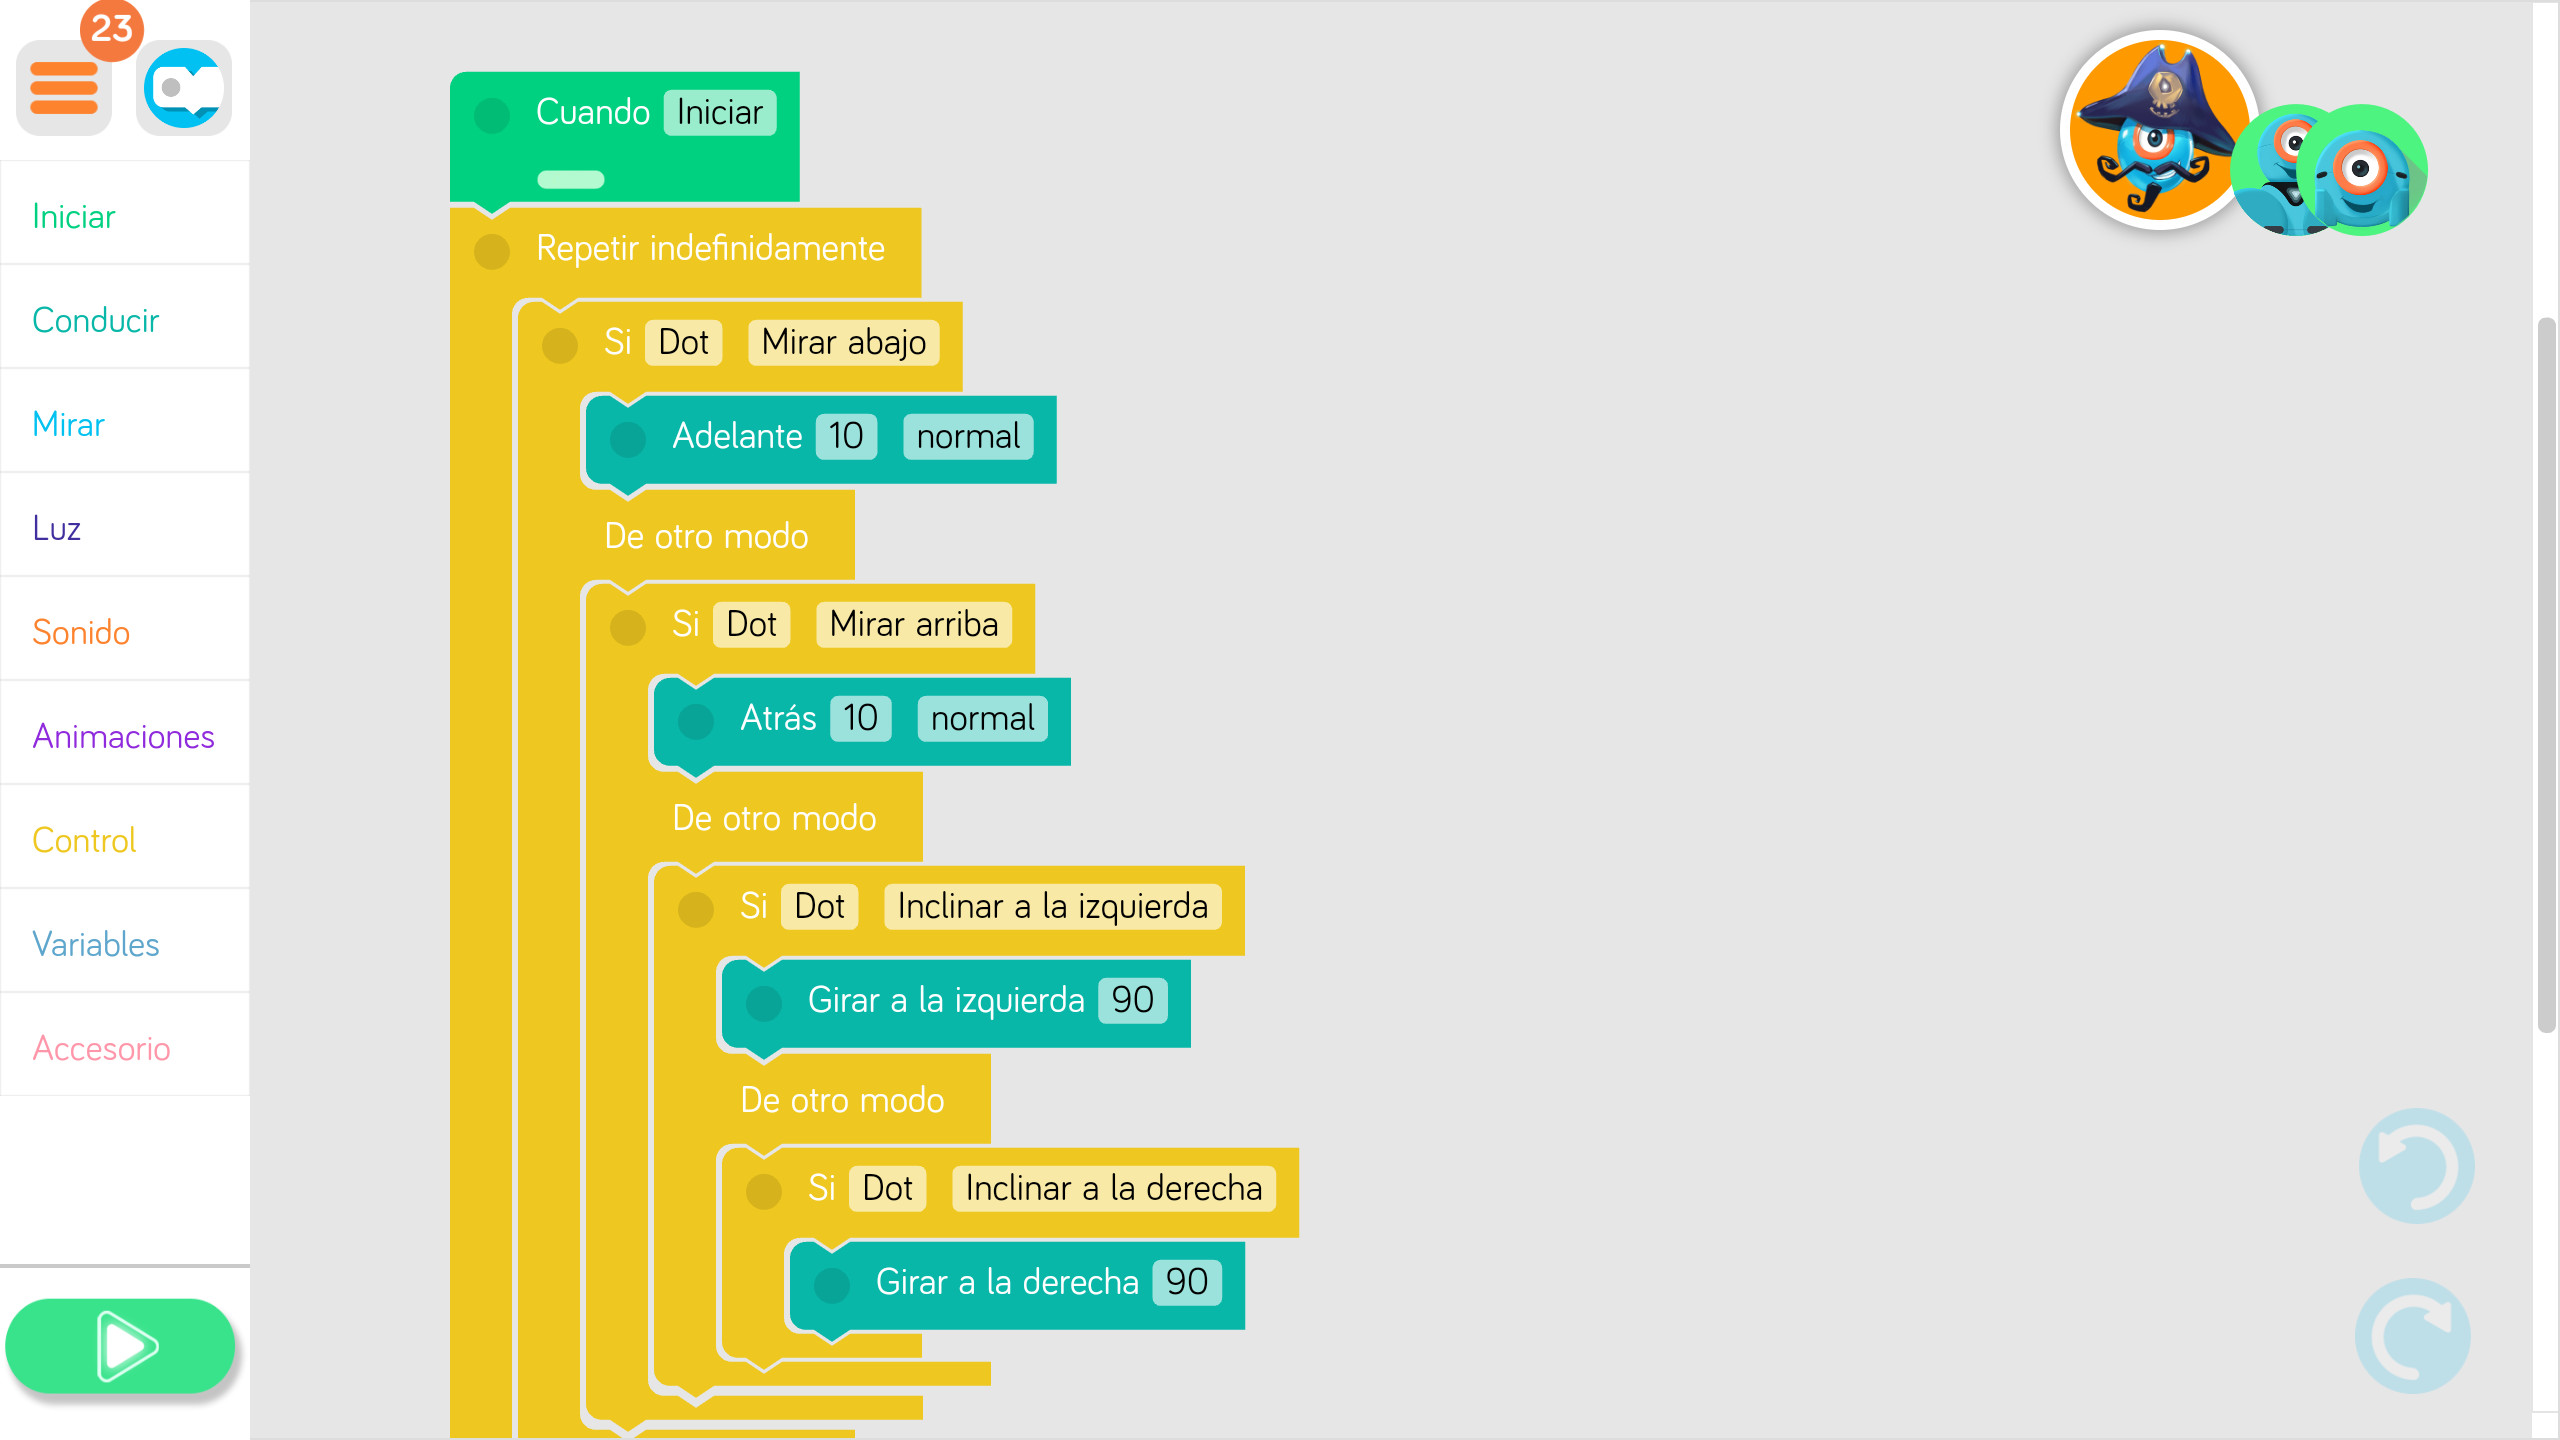 23
Iniciar
Conducir
Mirar
Luz
Sonido
Animaciones
Control
Variables
Accesorio
Cuando Iniciar
Repetir indefinidamente
Si Dot Mirar abajo
Adelante 10 normal
De otro modo
Si Dot Mirar arriba
Atrás 10 normal
De otro modo
Si Dot Inclinar a la izquierda
Girar a la izquierda 90
De otro modo
Si Dot Inclinar a la derecha
Girar a la derecha 90